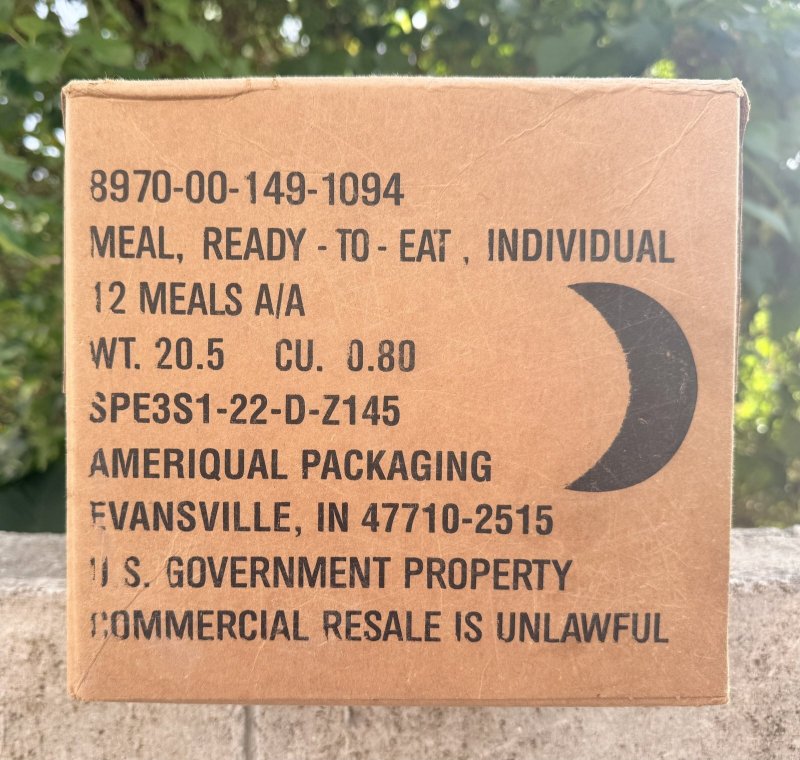 8970-00-149-1094
MEAL, READY - TO - EAT , INDIVIDUAL
12 MEALS A/A
WT. 20.5 CU. 0.80
SPE3S1-22-D-Z145
AMERIQUAL PACKAGING
EVANSVILLE, IN 47710-2515
U.S. GOVERNMENT PROPERTY
COMMERCIAL RESALE IS UNLAWFUL